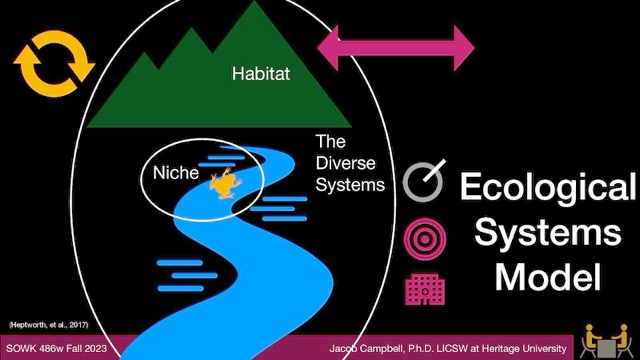 Habitat
The
Diverse
Systems
Niche
Ecological
Systems
Model
(Heptworth, et al., 2017)
SOWK 486w Fall 2023
Jacob Campbell, Ph.D. LICSW at Heritage University